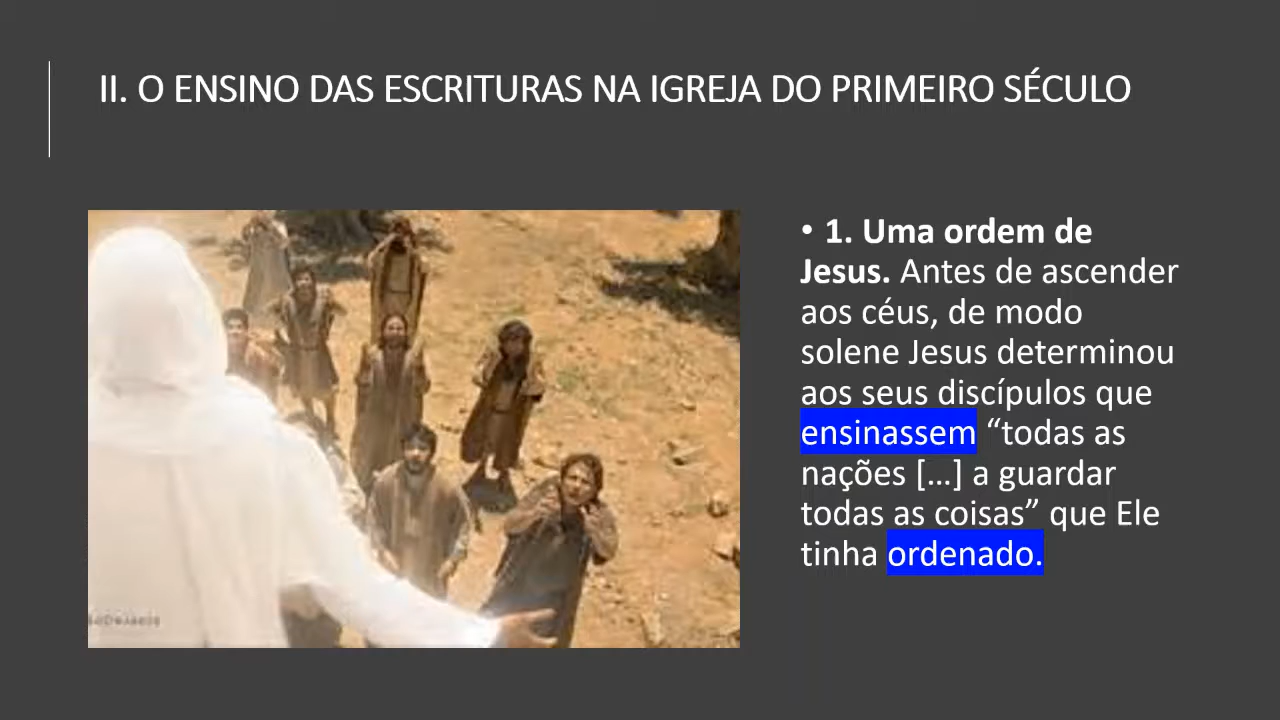 II. O ENSINO DAS ESCRITURAS NA IGREJA DO PRIMEIRO SÉCULO
• 1. Uma ordem de
Jesus. Antes de ascender
aos céus, de modo
solene Jesus determinou
aos seus discípulos que
ensinassem “todas as
nações [...] a guardar
todas as coisas” que Ele
tinha ordenado.